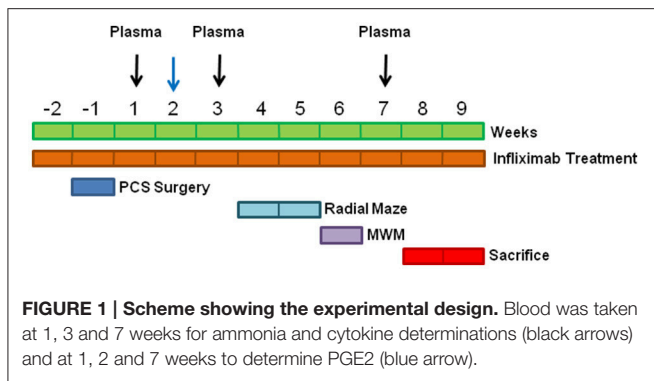 Plasma Plasma Plasma
-2 -1 1 2 3 4 5 6 7 8 9
Weeks
Infliximab Treatment
PCS Surgery
Radial Maze
MWM
Sacrifice
FIGURE 1 | Scheme showing the experimental design. Blood was taken
at 1, 3 and 7 weeks for ammonia and cytokine determinations (black arrows)
and at 1, 2 and 7 weeks to determine PGE2 (blue arrow).